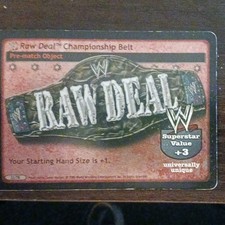 Raw Deal™ Championship Belt
Pre-match Object
RAW DEAL
Your Starting Hand Size is +1.
Superstar
Value
+3
universally
unique